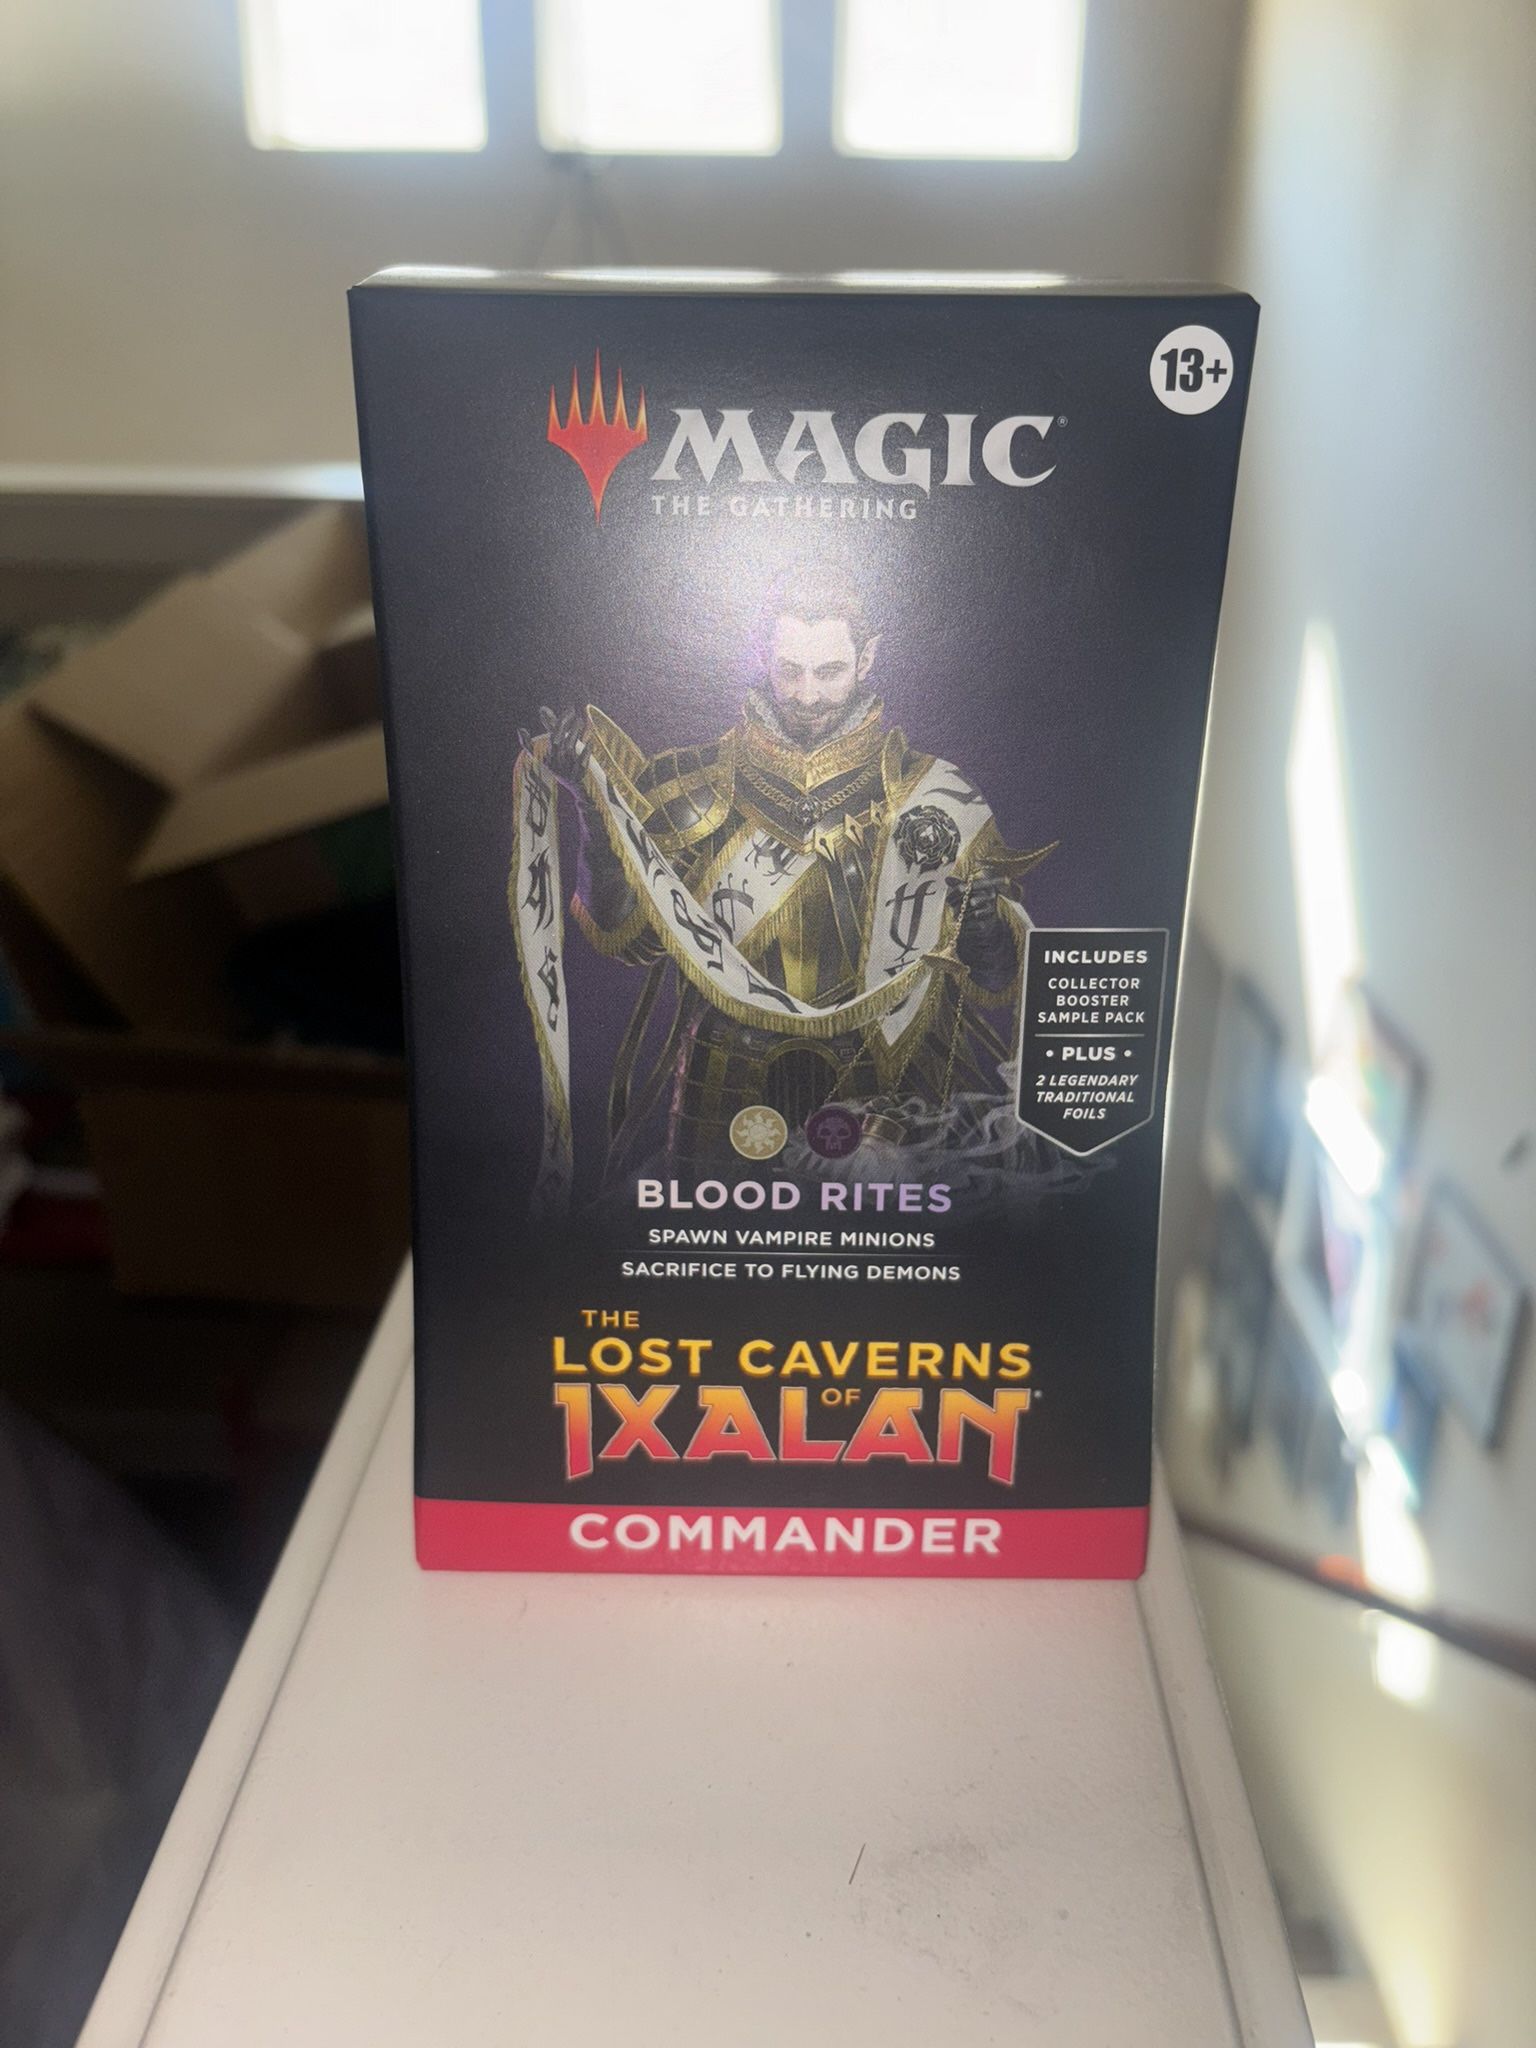 13+
MAGIC®
THE GATHERING
INCLUDES
COLLECTOR
BOOSTER
SAMPLE PACK
• PLUS •
2 LEGENDARY
TRADITIONAL
FOILS
BLOOD RITES
SPAWN VAMPIRE MINIONS
SACRIFICE TO FLYING DEMONS
THE
LOST CAVERNS
OF
IXALAN
COMMANDER